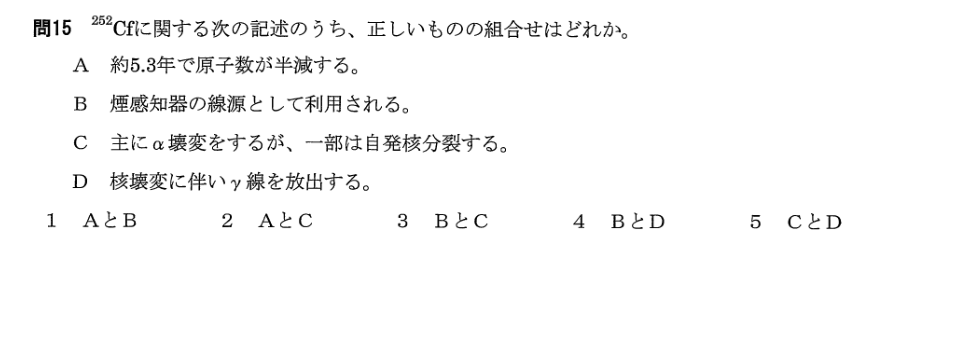 問15 ²⁵²Cfに関する次の記述のうち、正しいものの組合せはどれか。
A 約5.3年で原子数が半減する。
B 煙感知器の線源として利用される。
C 主にα壊変をするが、一部は自発核分裂する。
D 核壊変に伴いγ線を放出する。
1 AとB 2 AとC 3 BとC 4 BとD 5 CとD